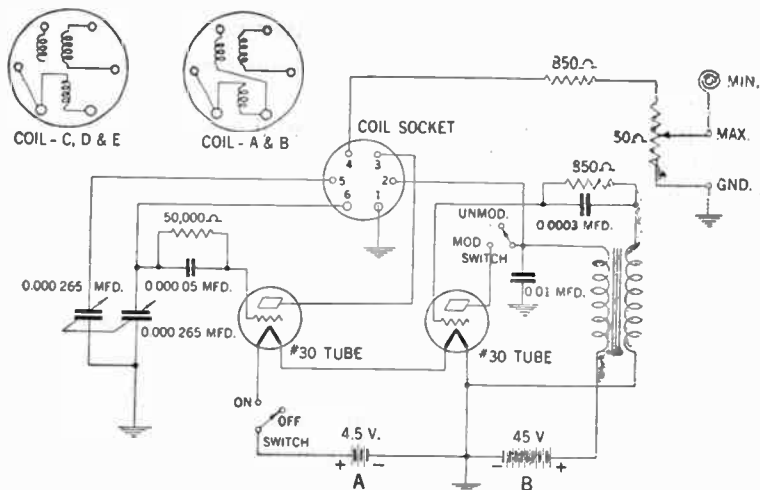 COIL - C, D & E
COIL - A & B
COIL SOCKET
850Ω
MIN.
50Ω
MAX.
GND.
4
3
5
2
6
1
850Ω
0.0003 MFD.
UNMOD.
MOD
SWITCH
0.01 MFD.
50,000Ω
0.000 265 MFD.
0.000 05 MFD.
0.000 265 MFD.
#30 TUBE
#30 TUBE
ON
OFF
SWITCH
4.5 V.
+ -
A
45 V
- +
B